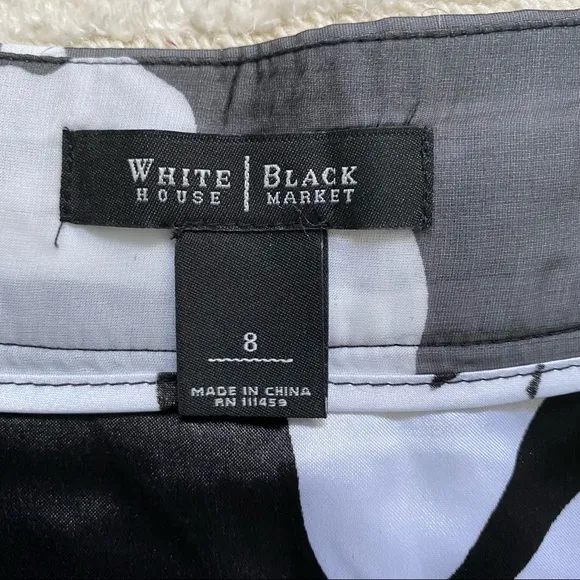 WHITE | BLACK
HOUSE | MARKET
8
MADE IN CHINA
RN 111459